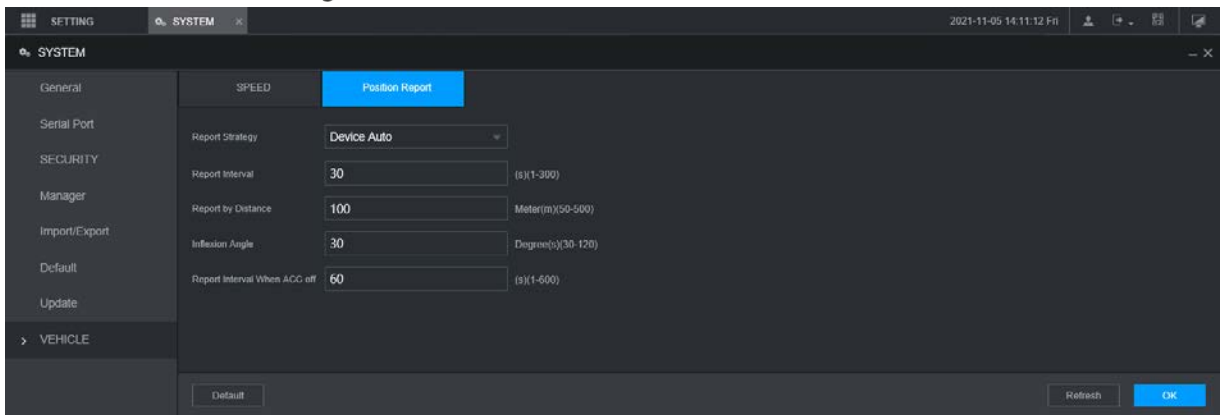 SETTING SYSTEM × 2021-11-05 14:11:12 Fri
SYSTEM
General
Serial Port
SECURITY
Manager
Import/Export
Default
Update
VEHICLE
SPEED Position Report
Report Strategy Device Auto
Report Interval 30 (s)(1-300)
Report by Distance 100 Meter(m)(50-500)
Inflexion Angle 30 Degree(s)(30-120)
Report Interval When ACC off 60 (s)(1-600)
Default Refresh OK